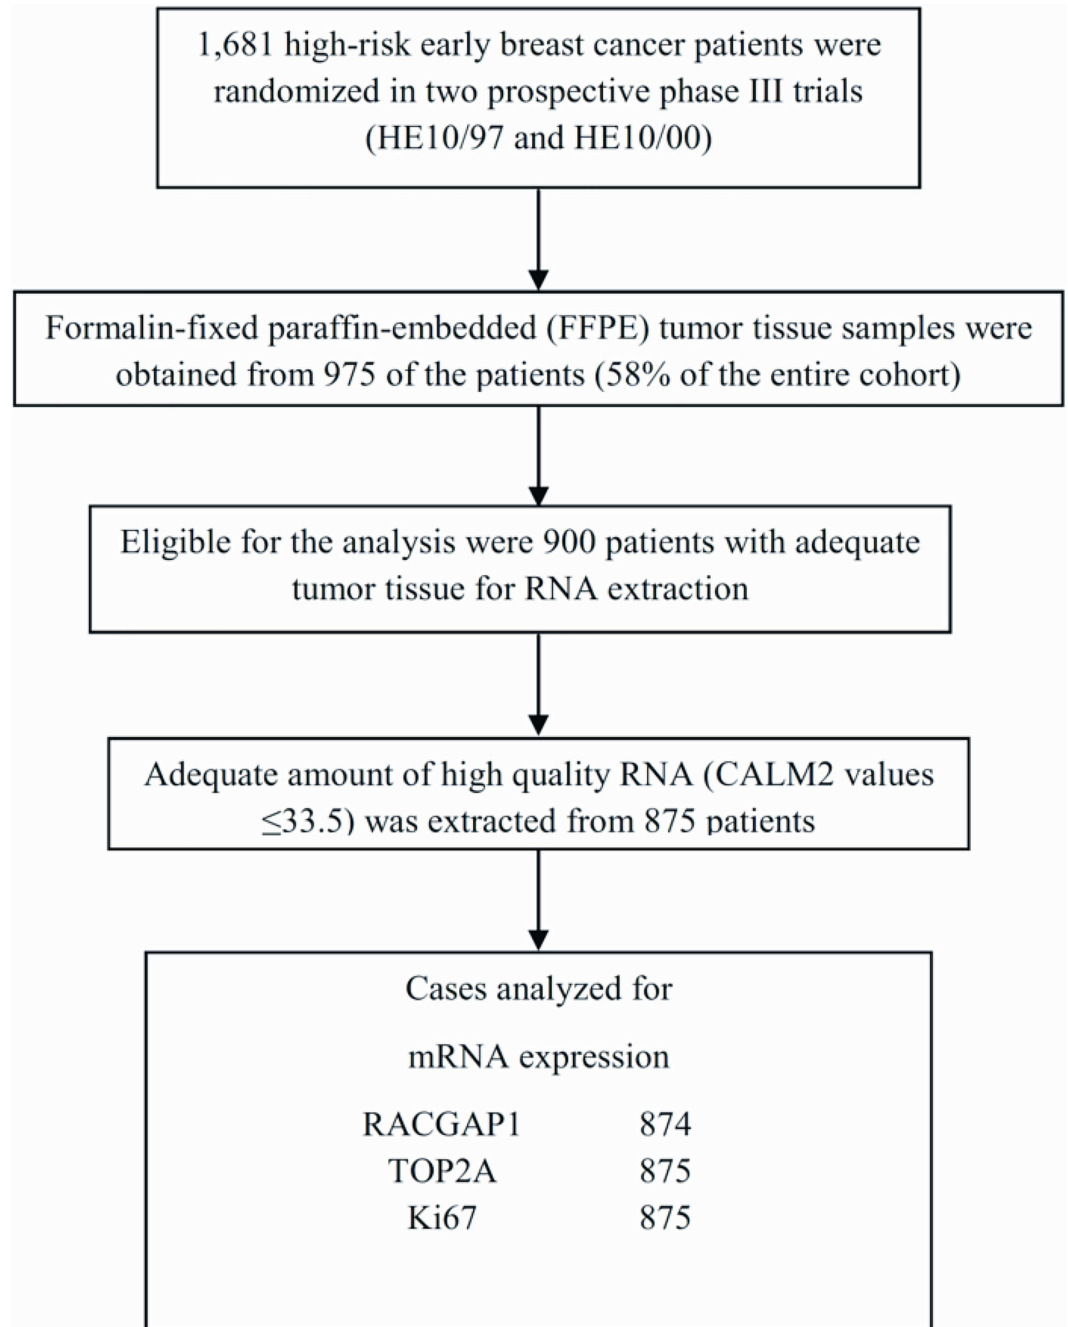 1,681 high-risk early breast cancer patients were
randomized in two prospective phase III trials
(HE10/97 and HE10/00)
Formalin-fixed paraffin-embedded (FFPE) tumor tissue samples were
obtained from 975 of the patients (58% of the entire cohort)
Eligible for the analysis were 900 patients with adequate
tumor tissue for RNA extraction
Adequate amount of high quality RNA (CALM2 values
≤33.5) was extracted from 875 patients
Cases analyzed for
mRNA expression
RACGAP1 874
TOP2A 875
Ki67 875